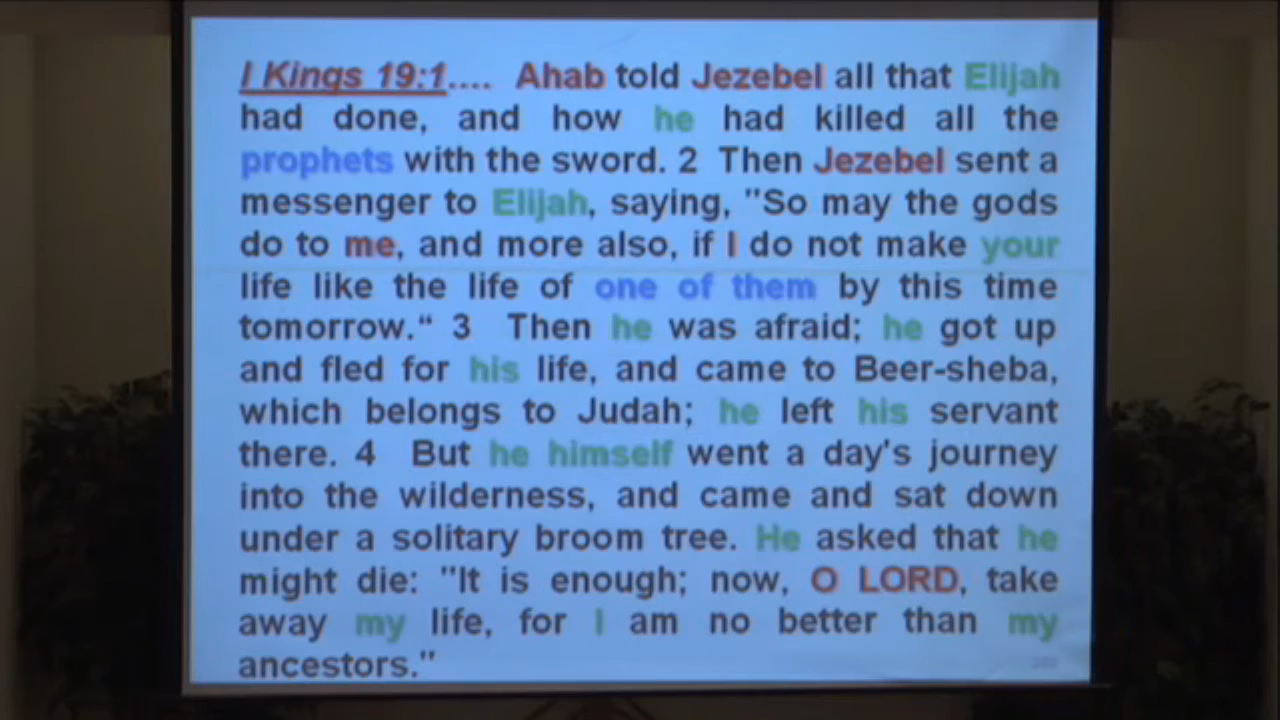 I Kings 19:1.... Ahab told Jezebel all that Elijah
had done, and how he had killed all the
prophets with the sword. 2 Then Jezebel sent a
messenger to Elijah, saying, "So may the gods
do to me, and more also, if I do not make your
life like the life of one of them by this time
tomorrow.“ 3 Then he was afraid; he got up
and fled for his life, and came to Beer-sheba,
which belongs to Judah; he left his servant
there. 4 But he himself went a day's journey
into the wilderness, and came and sat down
under a solitary broom tree. He asked that he
might die: "It is enough; now, O LORD, take
away my life, for I am no better than my
ancestors."